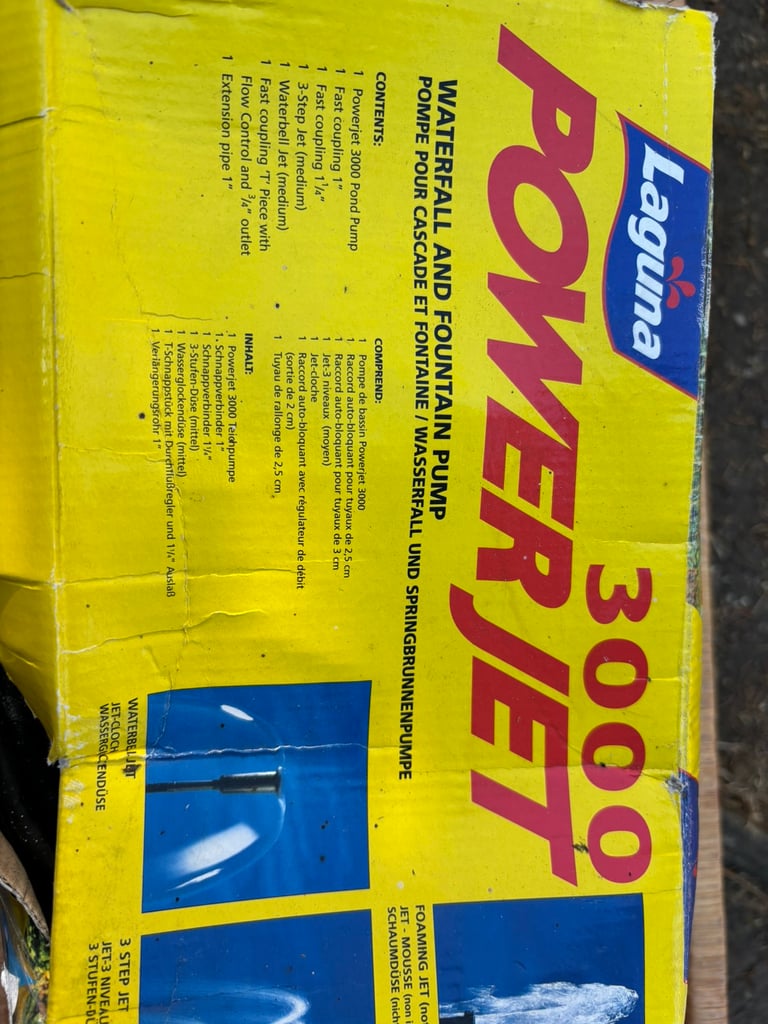 Laguna
3000
POWERJET
WATERFALL AND FOUNTAIN PUMP
POMPE POUR CASCADE ET FONTAINE / WASSERFALL UND SPRINGBRUNNENPUMPE
CONTENTS:
1 Powerjet 3000 Pond Pump
1 Fast coupling 1"
1 Fast coupling 1¼"
1 3-Step Jet (medium)
1 Waterbell Jet (medium)
1 Fast coupling 'T' Piece with
Flow Control and ¾" outlet
1 Extension pipe 1"
COMPREND:
1 Pompe de bassin Powerjet 3000
1 Raccord auto-bloquant pour tuyaux de 2,5 cm
1 Raccord auto-bloquant pour tuyaux de 3 cm
1 Jet-3 niveaux (moyen)
1 Jet-cloche
1 Raccord auto-bloquant avec régulateur de débit
(sortie de 2 cm)
1 Tuyau de rallonge de 2,5 cm
INHALT:
1 Powerjet 3000 Teichpumpe
1. Schnappverbinder 1"
1 Schnappverbinder 1¼"
1 3-Stufen-Düse (mittel)
1 Wasserglockendüse (mittel)
1 T-Schnappstück mit Durchflußregler und 1¼" Auslaß
1 Verlängerungsrohr 1"
WATERBELL JET
JET-CLOCH
WASSERGLOCKENDÜSE
FOAMING JET (no
JET - MOUSSE (non i
SCHAUMDÜSE (nich
3 STEP JET
JET-3 NIVEAU
3 STUFEN-DÜ